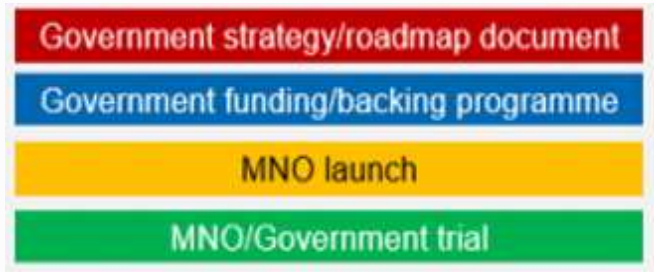 Government strategy/roadmap document
Government funding/backing programme
MNO launch
MNO/Government trial